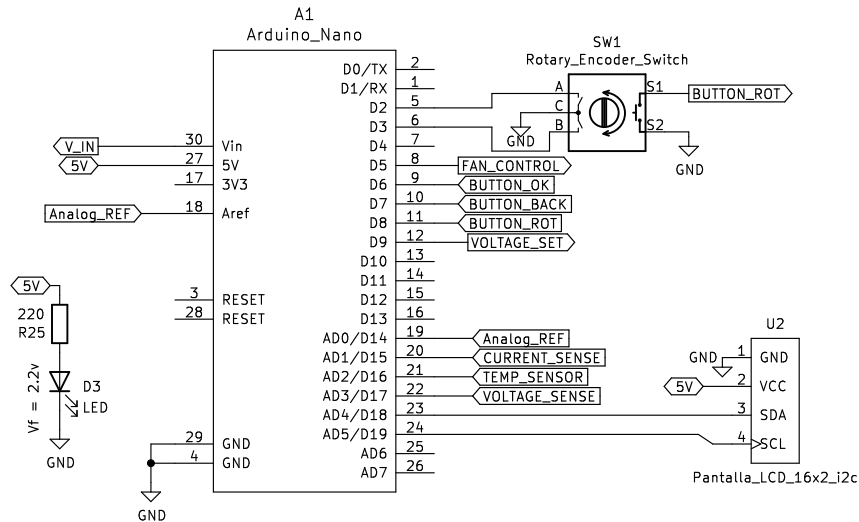 A1
Arduino_Nano
SW1
Rotary_Encoder_Switch
D0/TX 2
D1/RX 1
D2 5
D3 6
D4 7
D5 8 FAN_CONTROL
D6 9 BUTTON_OK
D7 10 BUTTON_BACK
D8 11 BUTTON_ROT
D9 12 VOLTAGE_SET
D10 13
D11 14
D12 15
D13 16
AD0/D14 19 Analog_REF
AD1/D15 20 CURRENT_SENSE
AD2/D16 21 TEMP_SENSOR
AD3/D17 22 VOLTAGE_SENSE
AD4/D18 23
AD5/D19 24
AD6 25
AD7 26
V_IN 30 Vin
5V 27 5V
17 3V3
Analog_REF 18 Aref
3 RESET
28 RESET
29 GND
4 GND
GND
A
C
B
GND
S1 BUTTON_ROT
S2
GND
5V
220
R25
Vf = 2.2v
D3
LED
GND
U2
GND 1 GND
5V 2 VCC
3 SDA
4 SCL
Pantalla_LCD_16x2_i2c